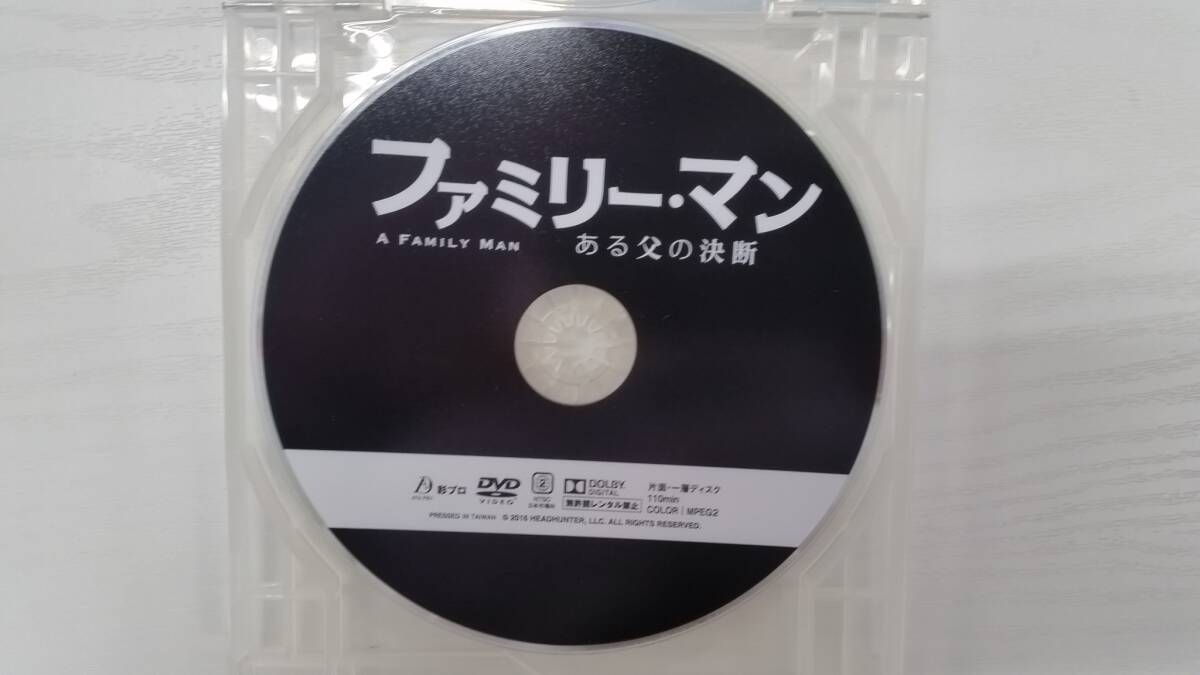 ファミリー・マン
A FAMILY MAN ある父の決断
彩プロ DVD VIDEO 2 NTSC 日本市場向 DOLBY DIGITAL 無許諾レンタル禁止 片面・一層ディスク
110min
COLOR | MPEG2
PRESSED IN TAIWAN © 2016 HEADHUNTER, LLC. ALL RIGHTS RESERVED.